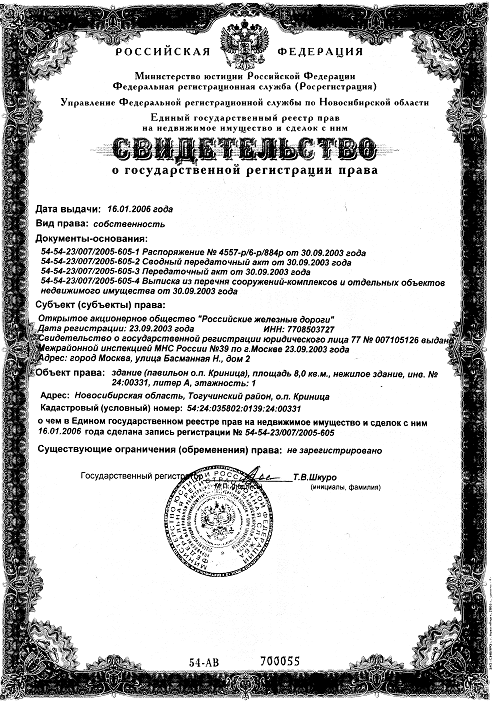 РОССИЙСКАЯ ФЕДЕРАЦИЯ
Министерство юстиции Российской Федерации
Федеральная регистрационная служба (Росрегистрация)
Управление Федеральной регистрационной службы по Новосибирской области
Единый государственный реестр прав
на недвижимое имущество и сделок с ним
СВИДЕТЕЛЬСТВО
о государственной регистрации права
Дата выдачи: 16.01.2006 года
Вид права: собственность
Документы-основания:
54-54-23/007/2005-605-1 Распоряжение № 4557-р/6-р/884р от 30.09.2003 года
54-54-23/007/2005-605-2 Сводный передаточный акт от 30.09.2003 года
54-54-23/007/2005-605-3 Передаточный акт от 30.09.2003 года
54-54-23/007/2005-605-4 Выписка из перечня сооружений-комплексов и отдельных объектов
недвижимого имущества от 30.09.2003 года
Субъект (субъекты) права:
Открытое акционерное общество "Российские железные дороги"
Дата регистрации: 23.09.2003 года ИНН: 7708503727
Свидетельство о государственной регистрации юридического лица 77 № 007105126 выдан
Межрайонной инспекцией МНС России №39 по г.Москве 23.09.2003 года
Адрес: город Москва, улица Басманная Н., дом 2
Объект права: здание (павильон о.п. Криница), площадь 8,0 кв.м., нежилое здание, инв. №
24:00331, литер А, этажность: 1
Адрес: Новосибирская область, Тогучинский район, о.п. Криница
Кадастровый (условный) номер: 54:24:035802:0139:24:00331
о чем в Едином государственном реестре прав на недвижимое имущество и сделок с ним
16.01.2006 года сделана запись регистрации № 54-54-23/007/2005-605
Существующие ограничения (обременения) права: не зарегистрировано
Государственный регистратор Т.В.Шкуро
М.П. (подпись) (инициалы, фамилия)
54-АВ 700055